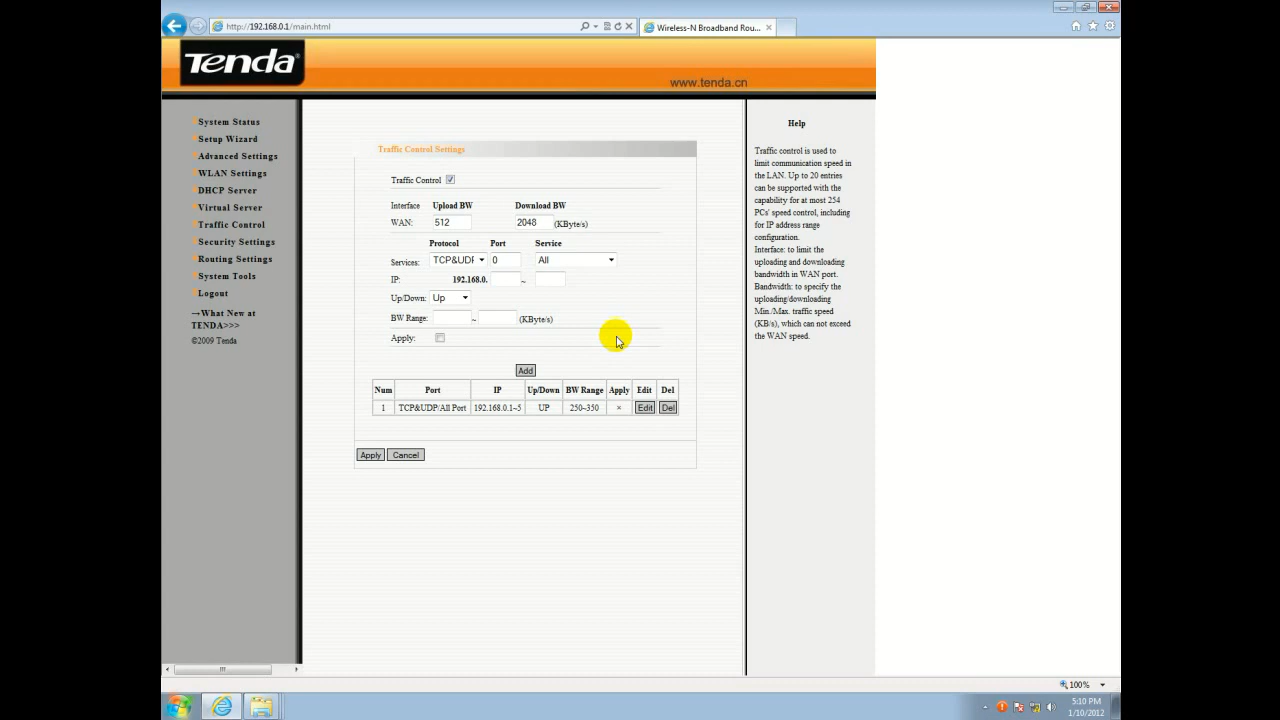 http://192.168.0.1/main.html
Wireless-N Broadband Rou...
Tenda
www.tenda.cn
System Status
Setup Wizard
Advanced Settings
WLAN Settings
DHCP Server
Virtual Server
Traffic Control
Security Settings
Routing Settings
System Tools
Logout
→What New at
TENDA>>>
©2009 Tenda
Traffic Control Settings
Traffic Control
Interface Upload BW Download BW
WAN: 512 2048 (KByte/s)
Protocol Port Service
Services: TCP&UDP 0 All
IP: 192.168.0. ~
Up/Down: Up
BW Range: ~ (KByte/s)
Apply:
Add
Num Port IP Up/Down BW Range Apply Edit Del
1 TCP&UDP/All Port 192.168.0.1~5 UP 250~350 × Edit Del
Apply Cancel
Help
Traffic control is used to
limit communication speed in
the LAN. Up to 20 entries
can be supported with the
capability for at most 254
PCs' speed control, including
for IP address range
configuration.
Interface: to limit the
uploading and downloading
bandwidth in WAN port.
Bandwidth: to specify the
uploading/downloading
Min./Max. traffic speed
(KB/s), which can not exceed
the WAN speed.
100%
5:10 PM
1/10/2012